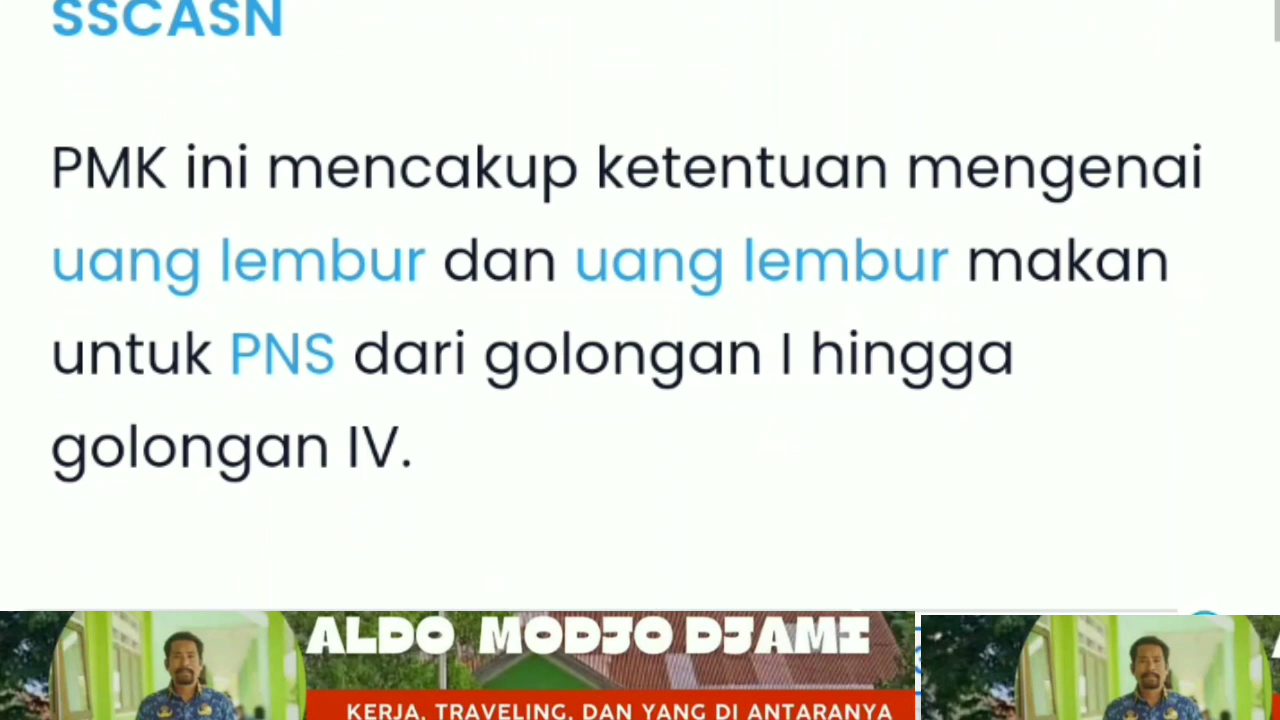 SSCASN
PMK ini mencakup ketentuan mengenai
uang lembur dan uang lembur makan
untuk PNS dari golongan I hingga
golongan IV.
ALDO MODJO DJAMI
KERJA, TRAVELING, DAN YANG DI ANTARANYA